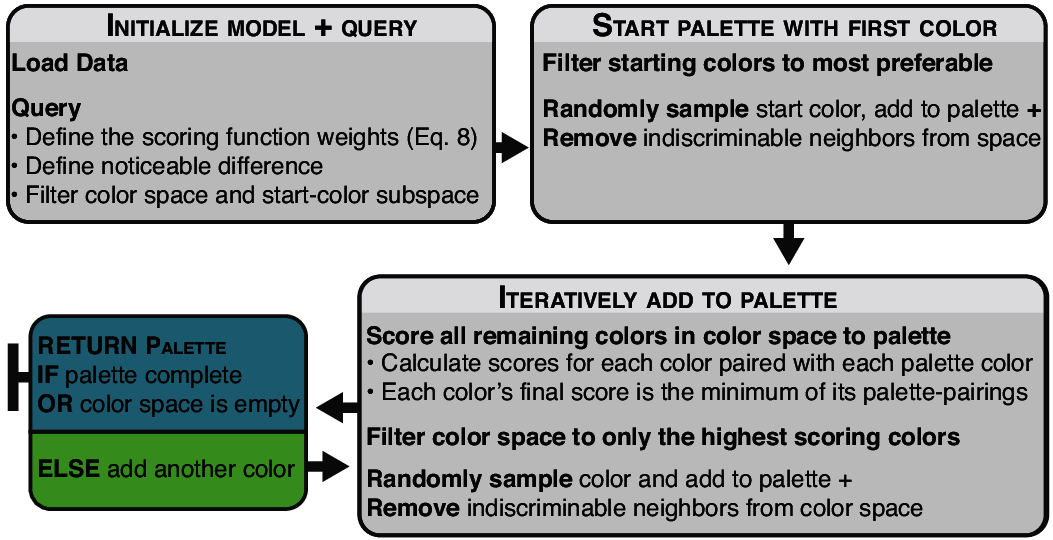 INITIALIZE MODEL + QUERY
Load Data
Query
• Define the scoring function weights (Eq. 8)
• Define noticeable difference
• Filter color space and start-color subspace
START PALETTE WITH FIRST COLOR
Filter starting colors to most preferable
Randomly sample start color, add to palette +
Remove indiscriminable neighbors from space
ITERATIVELY ADD TO PALETTE
Score all remaining colors in color space to palette
• Calculate scores for each color paired with each palette color
• Each color's final score is the minimum of its palette-pairings
Filter color space to only the highest scoring colors
Randomly sample color and add to palette +
Remove indiscriminable neighbors from color space
RETURN PALETTE
IF palette complete
OR color space is empty
ELSE add another color